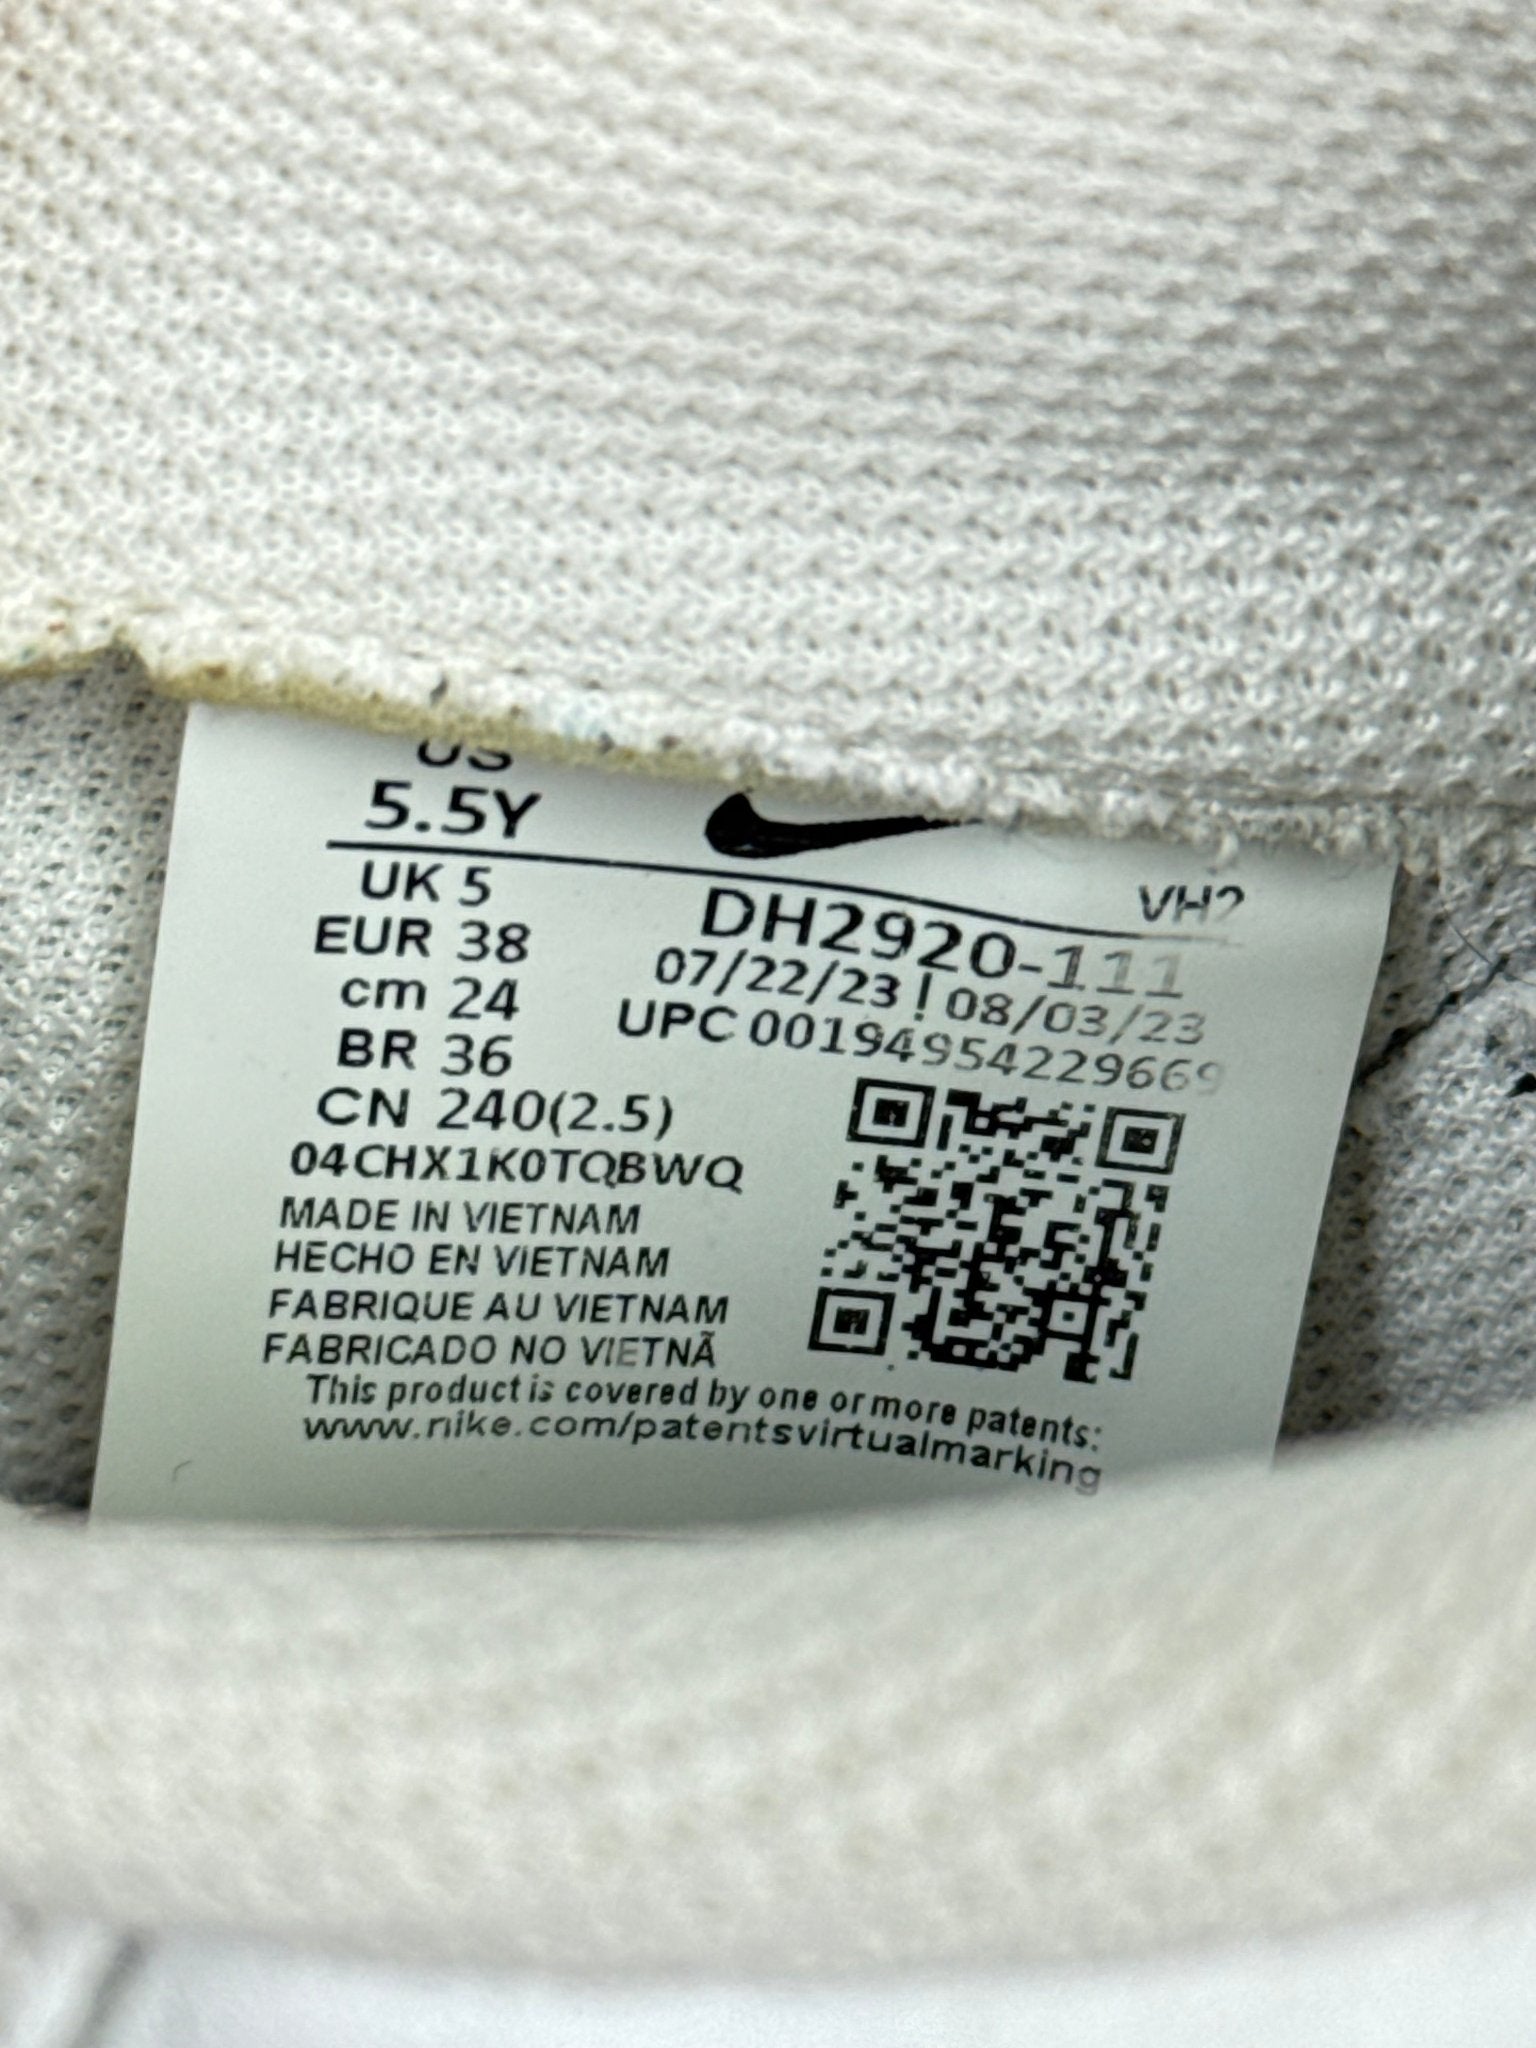 US
5.5Y
UK 5
EUR 38
cm 24
BR 36
CN 240(2.5)
04CHX1K0TQBWQ
VH2
DH2920-111
07/22/23 ! 08/03/23
UPC 00194954229669
MADE IN VIETNAM
HECHO EN VIETNAM
FABRIQUE AU VIETNAM
FABRICADO NO VIETNÃ
This product is covered by one or more patents:
www.nike.com/patentsvirtualmarking